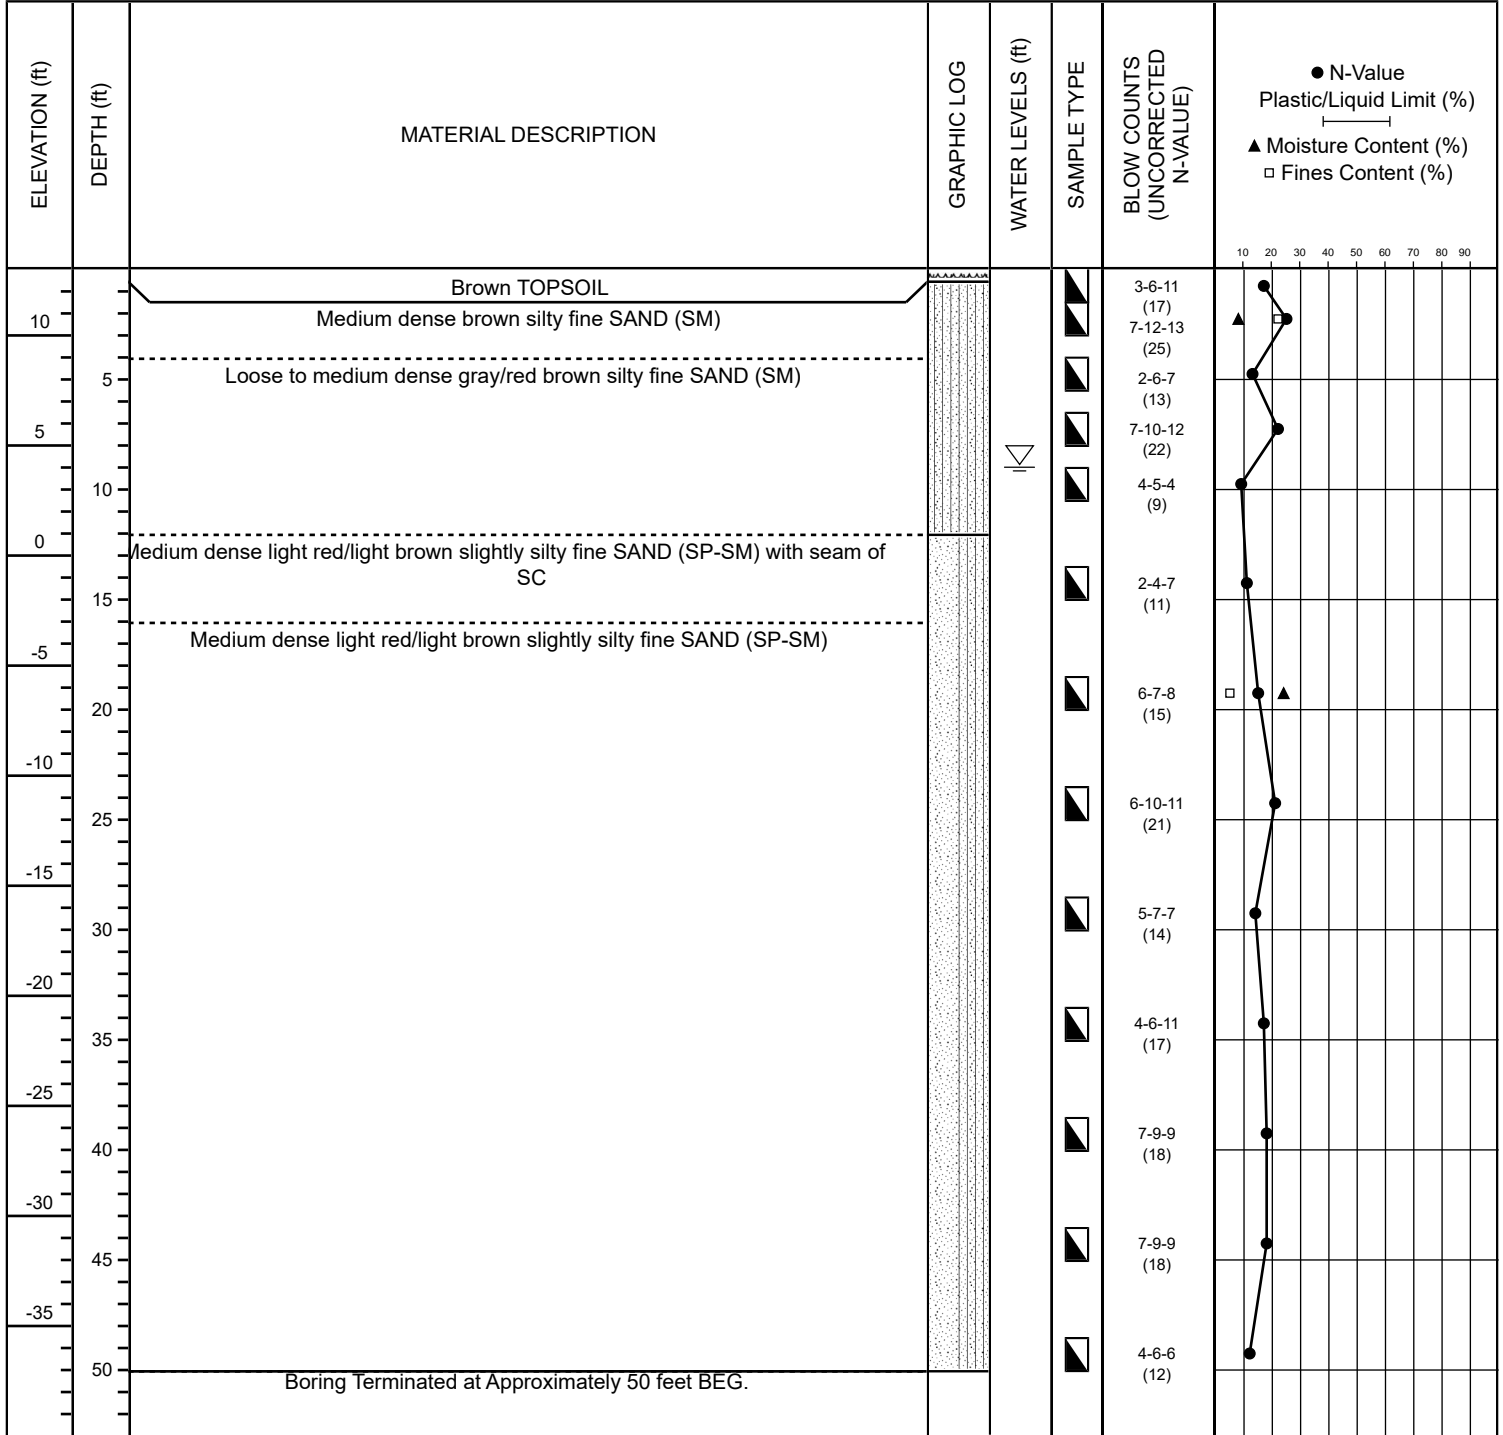 ELEVATION (ft)
DEPTH (ft)
MATERIAL DESCRIPTION
GRAPHIC LOG
WATER LEVELS (ft)
SAMPLE TYPE
BLOW COUNTS
(UNCORRECTED
N-VALUE)
N-Value
Plastic/Liquid Limit (%)
Moisture Content (%)
Fines Content (%)
10 20 30 40 50 60 70 80 90
Brown TOPSOIL
3-6-11
(17)
10
Medium dense brown silty fine SAND (SM)
7-12-13
(25)
5
Loose to medium dense gray/red brown silty fine SAND (SM)
2-6-7
(13)
5
7-10-12
(22)
10
4-5-4
(9)
0
Medium dense light red/light brown slightly silty fine SAND (SP-SM) with seam of
SC
2-4-7
(11)
15
-5
Medium dense light red/light brown slightly silty fine SAND (SP-SM)
6-7-8
(15)
20
-10
6-10-11
(21)
25
-15
5-7-7
(14)
30
-20
4-6-11
(17)
35
-25
7-9-9
(18)
40
-30
7-9-9
(18)
45
-35
4-6-6
(12)
50
Boring Terminated at Approximately 50 feet BEG.